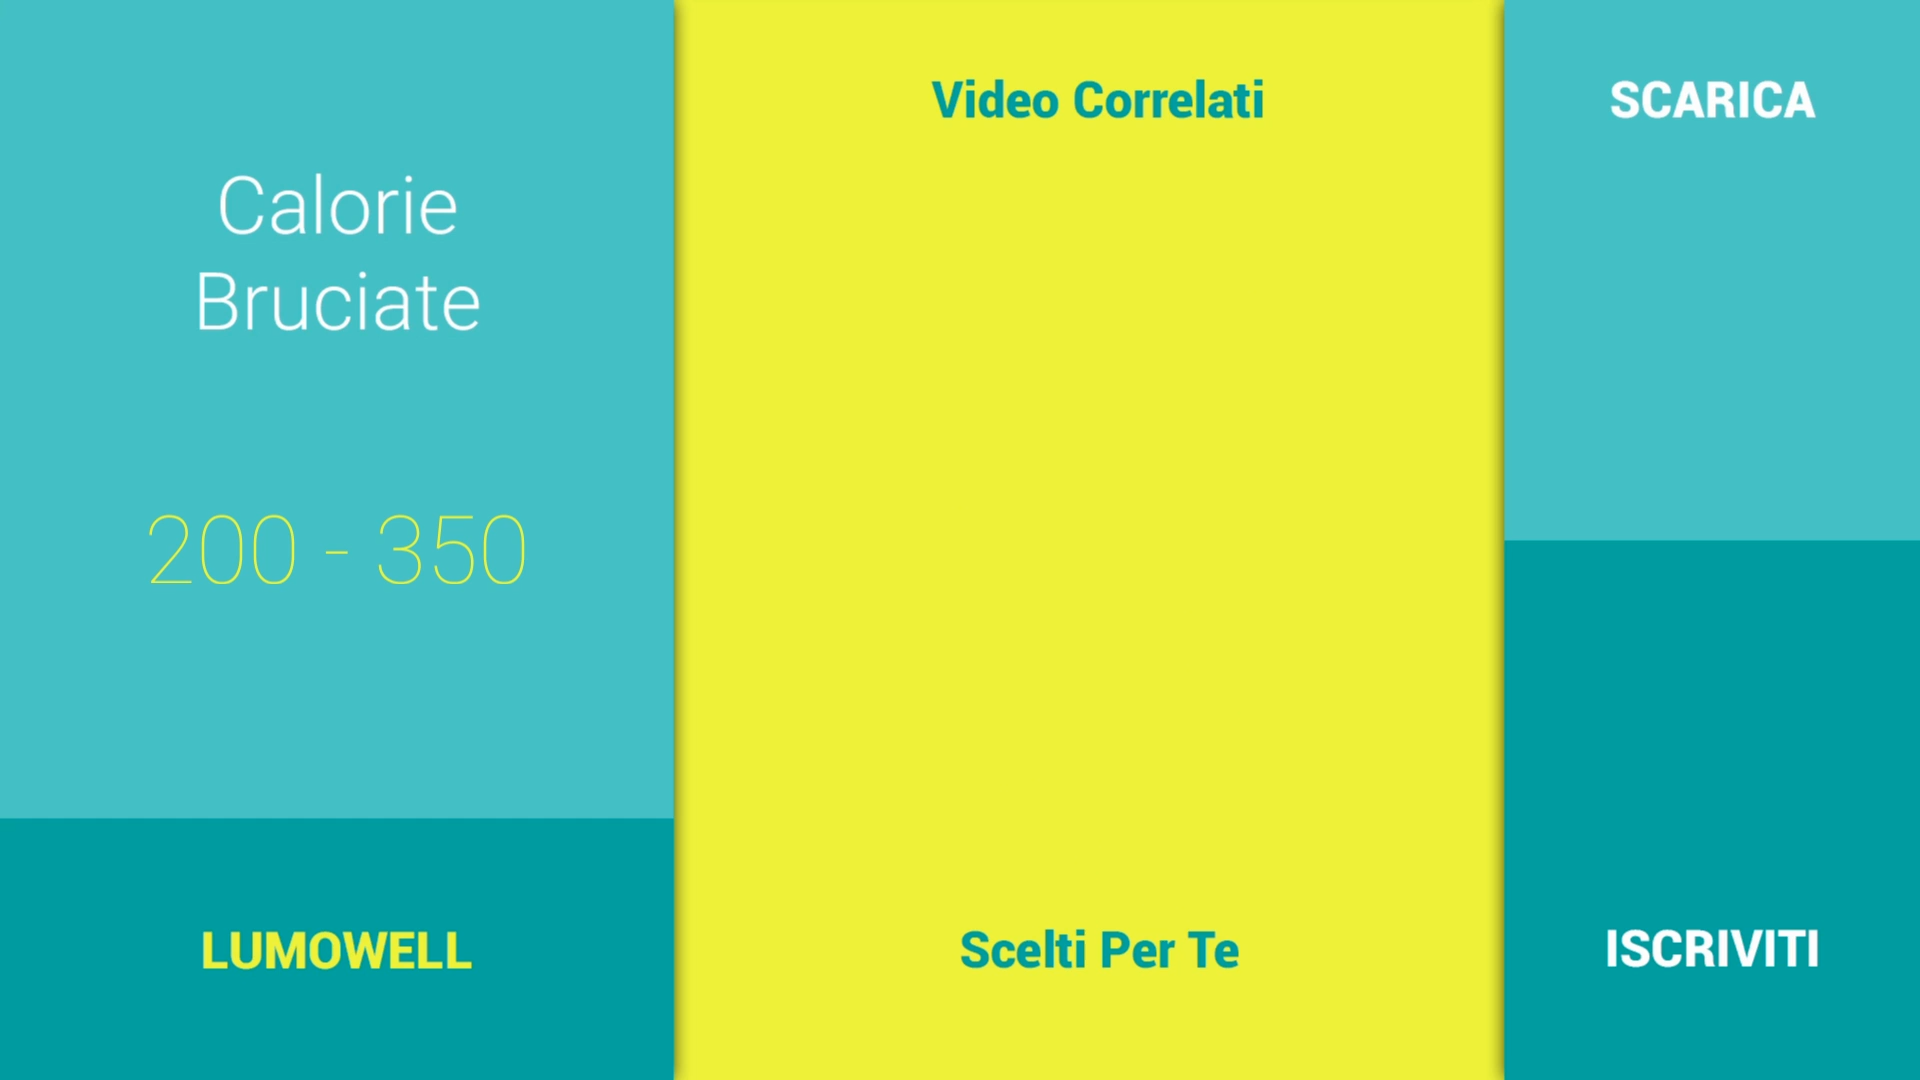 Calorie
Bruciate
200 - 350
LUMOWELL
Video Correlati
Scelti Per Te
SCARICA
ISCRIVITI